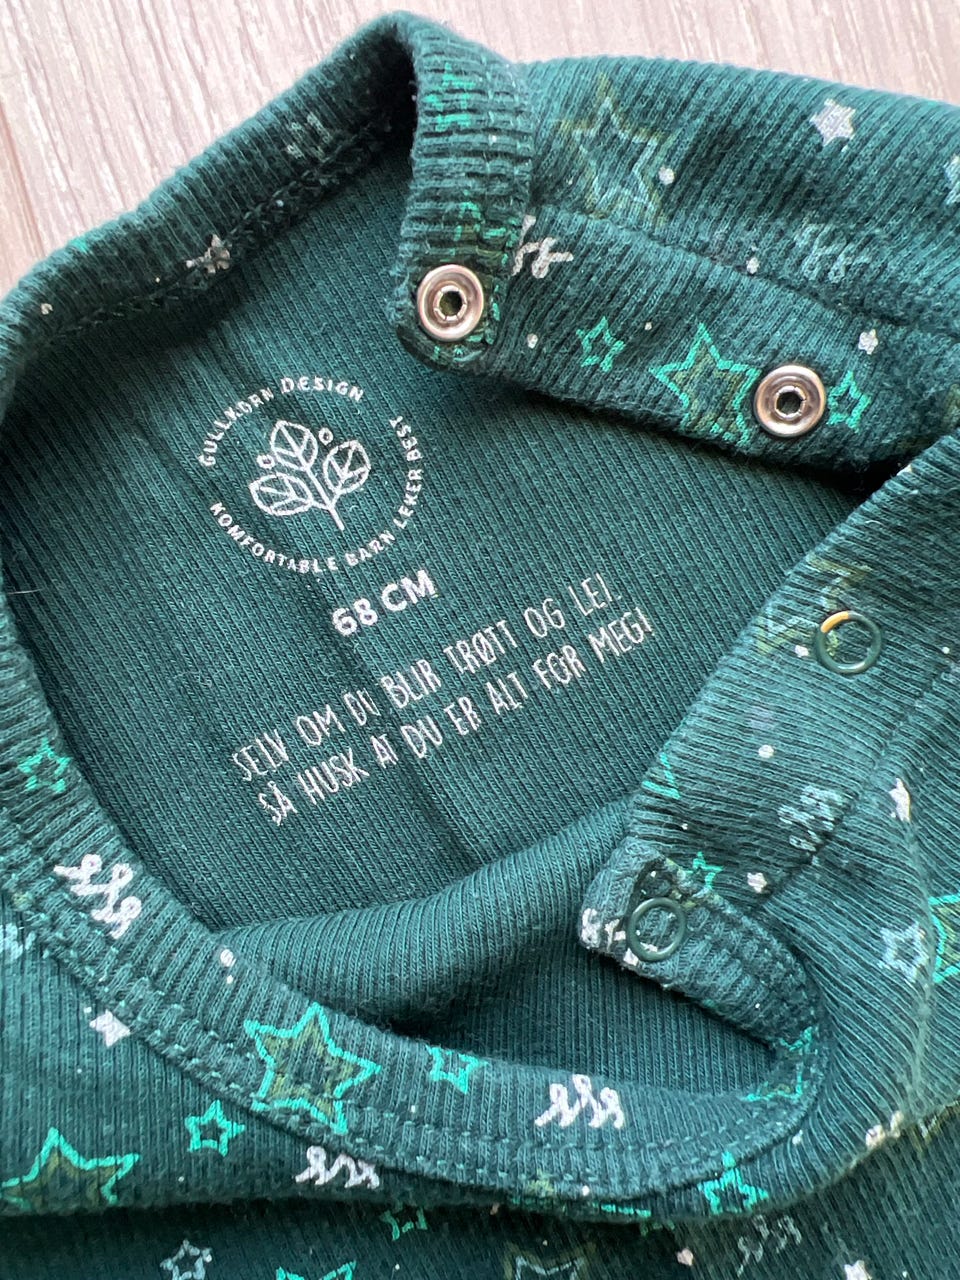 GULLKORN DESIGN
KOMFORTABLE BARN LEKER BEST
68 CM
SELV OM DU BLIR TRØTT OG LEI.
SÅ HUSK AT DU ER ALT FOR MEG!